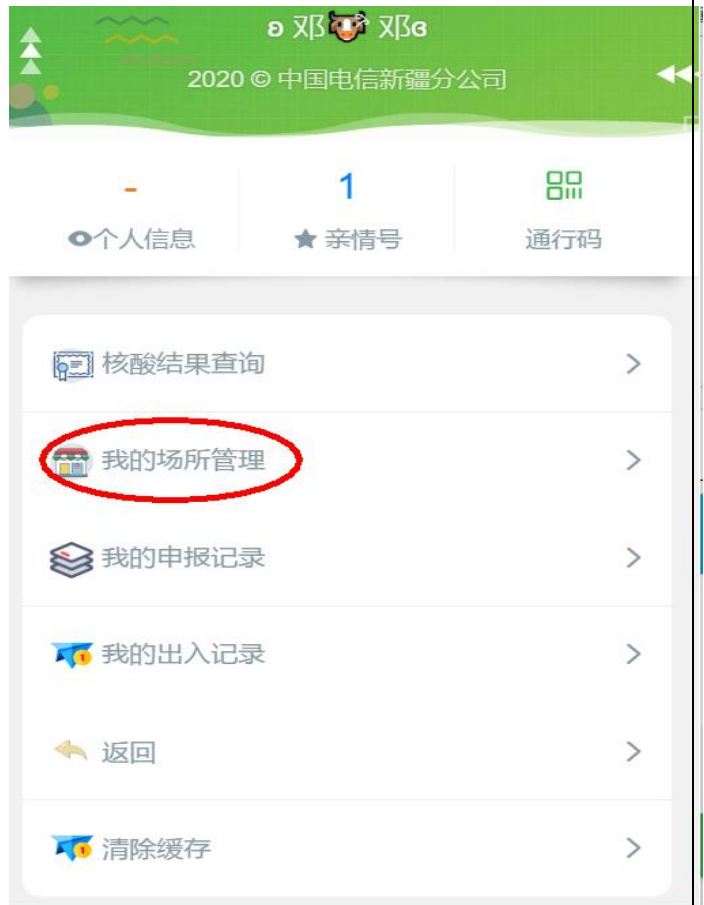 ʚ 邓🐮 邓ɞ
2020 © 中国电信新疆分公司
-
1
个人信息
亲情号
通行码
核酸结果查询
我的场所管理
我的申报记录
我的出入记录
返回
清除缓存